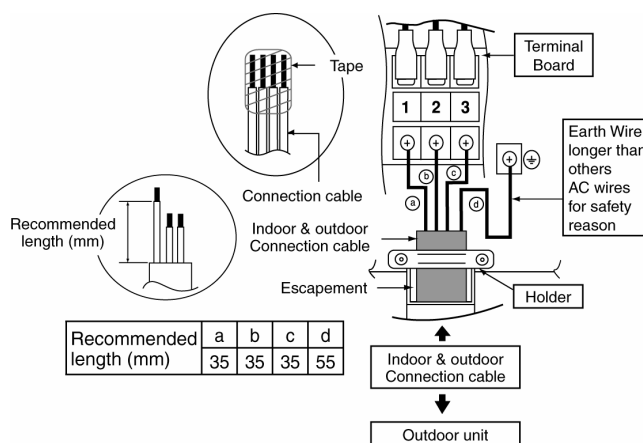 Tape
Connection cable
Recommended
length (mm)
Indoor & outdoor
Connection cable
Escapement
Terminal
Board
1 2 3
a
b
c
d
Earth Wire
longer than
others
AC wires
for safety
reason
Holder
Recommended
length (mm)
a b c d
35 35 35 55
Indoor & outdoor
Connection cable
Outdoor unit